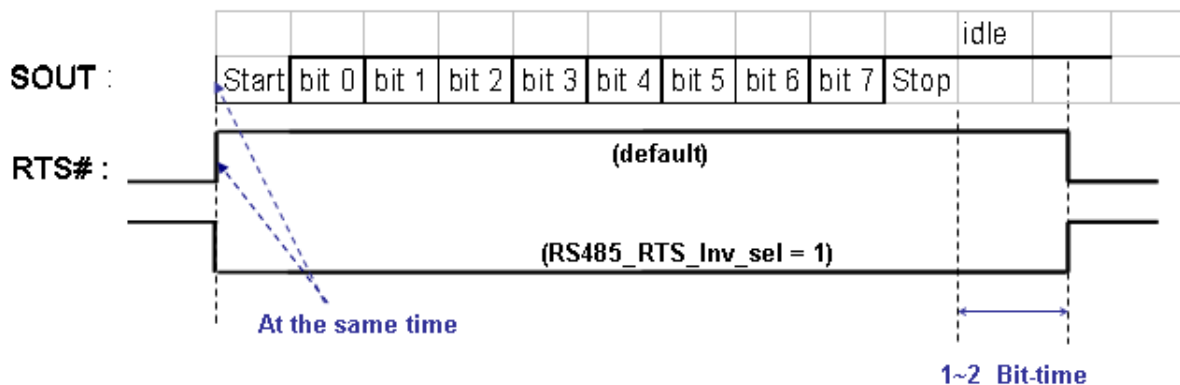 idle
SOUT :
Start bit 0 bit 1 bit 2 bit 3 bit 4 bit 5 bit 6 bit 7 Stop
(default)
RTS# :
(RS485_RTS_Inv_sel = 1)
At the same time
1~2 Bit-time